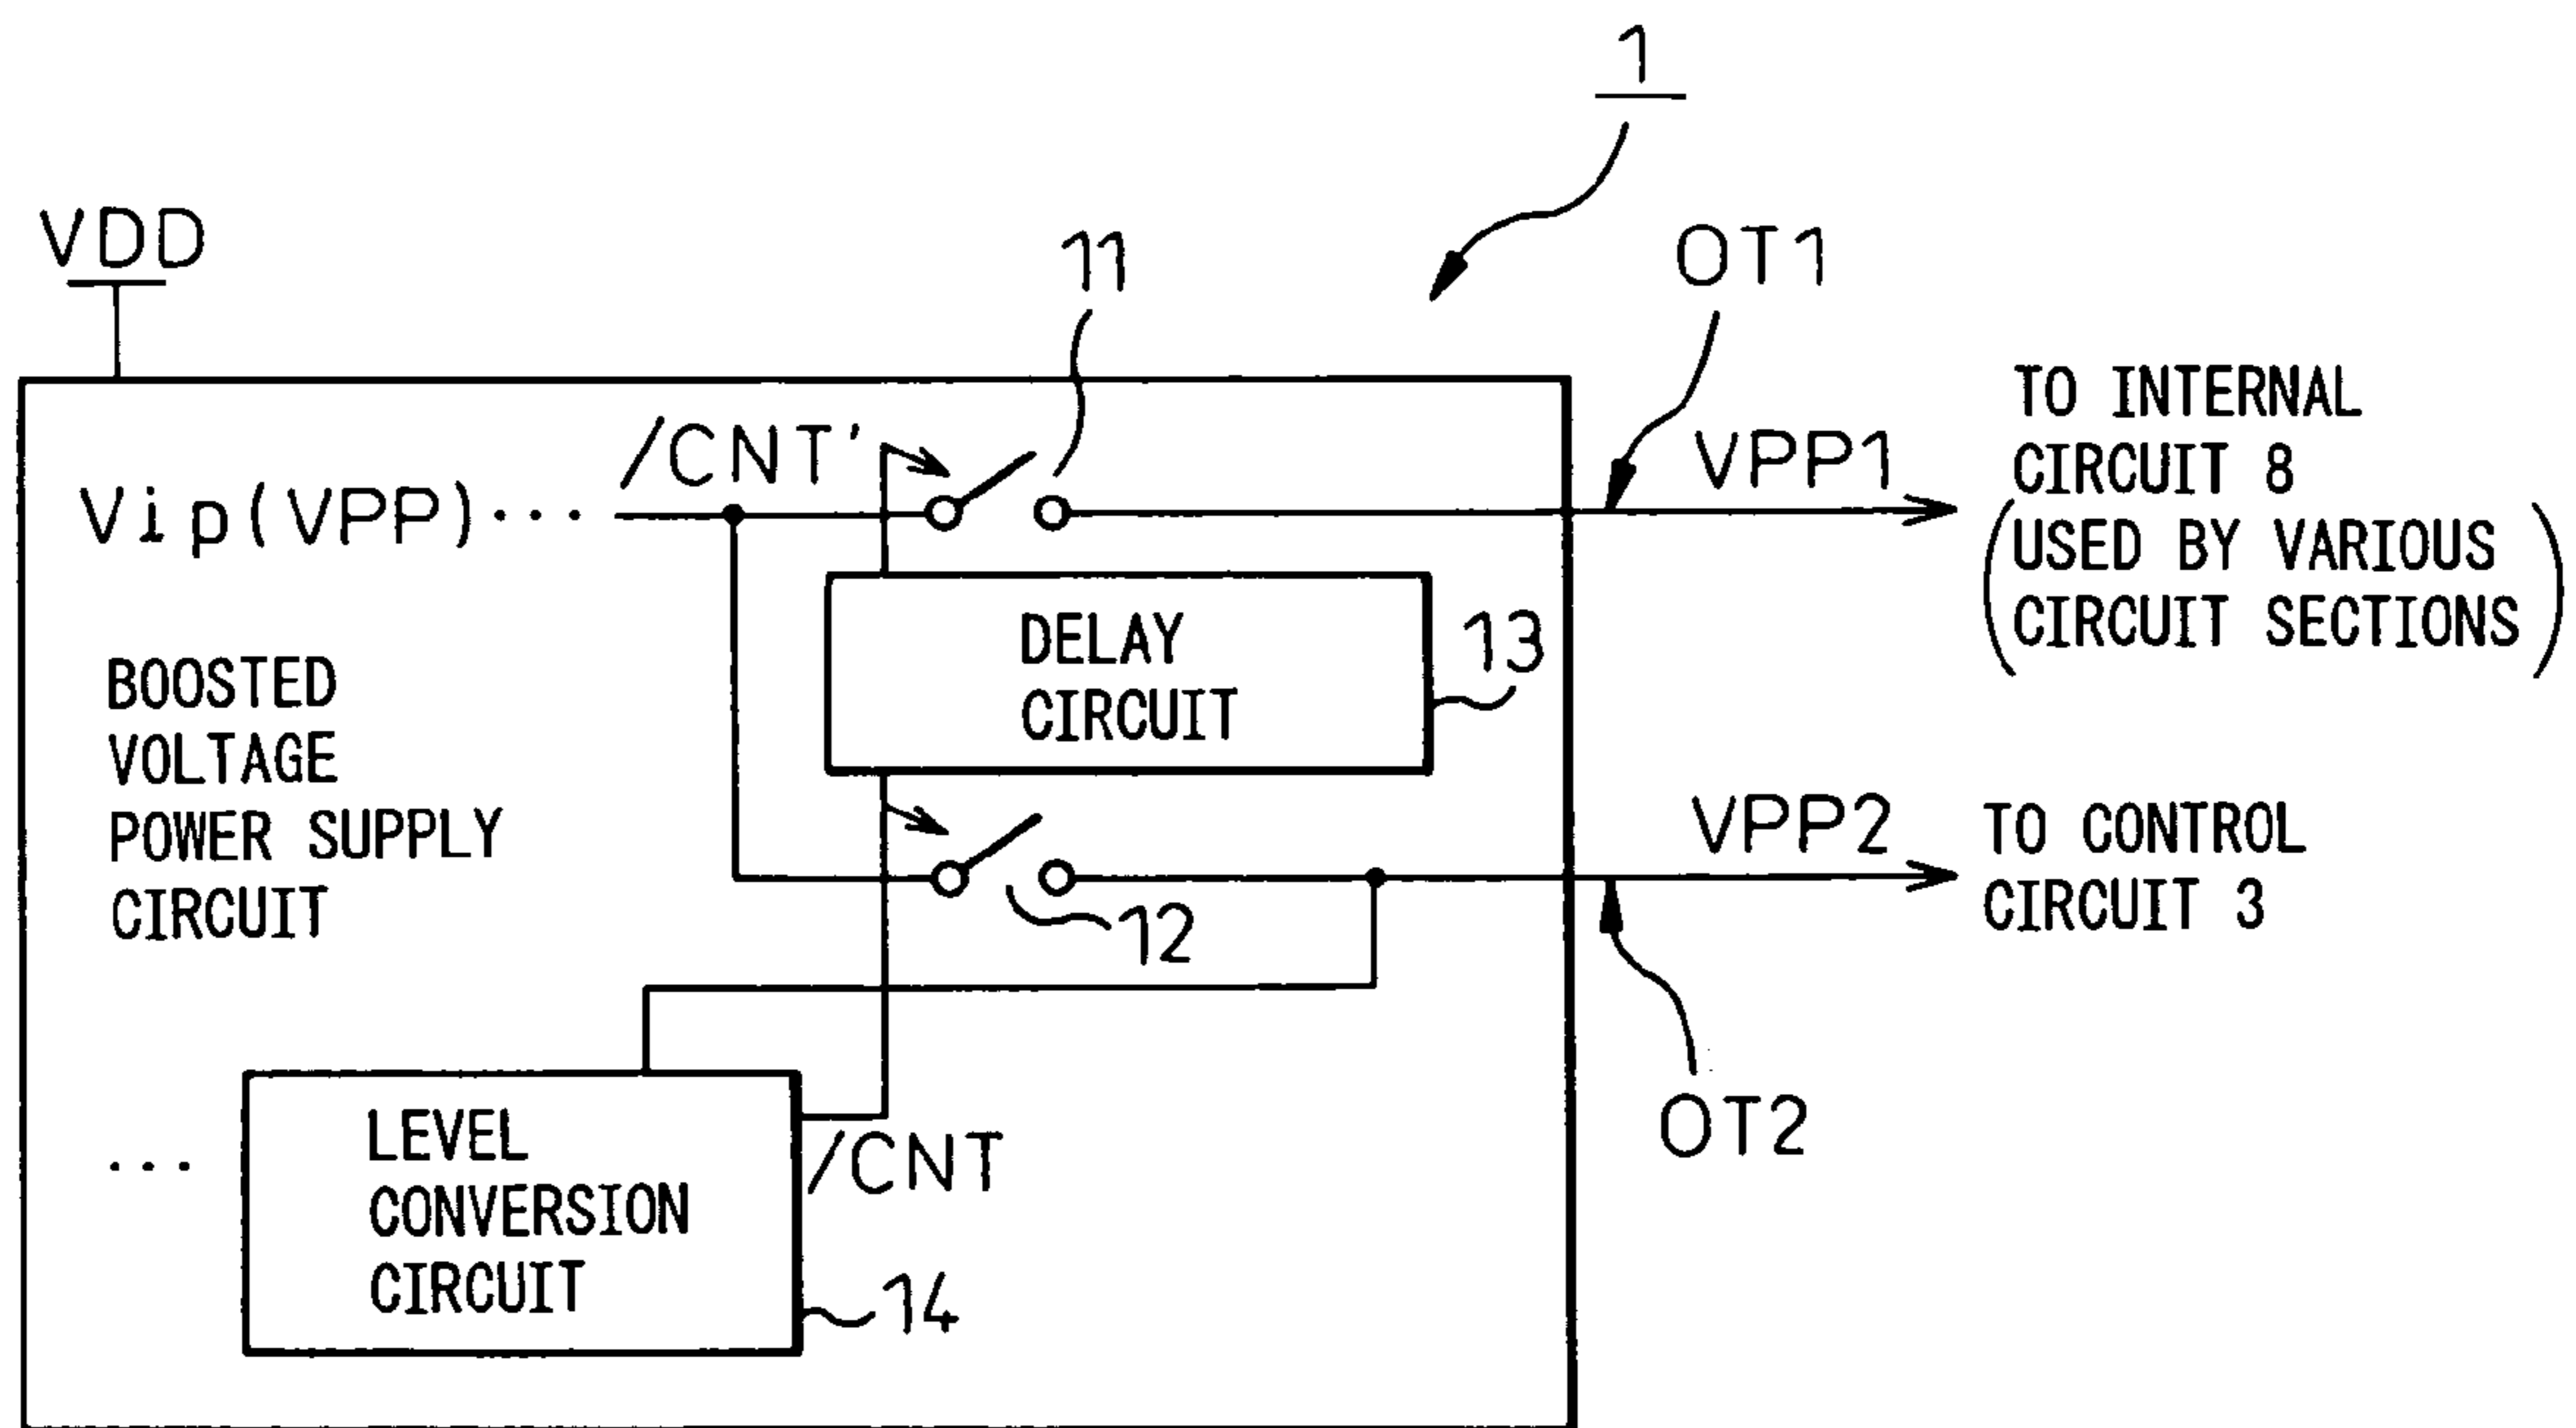 1
VDD
11
OT1
/CNT'
Vip(VPP)...
VPP1
TO INTERNAL
CIRCUIT 8
(USED BY VARIOUS
CIRCUIT SECTIONS)
DELAY
CIRCUIT
13
BOOSTED
VOLTAGE
POWER SUPPLY
CIRCUIT
VPP2
TO CONTROL
CIRCUIT 3
12
OT2
...
LEVEL
CONVERSION
CIRCUIT
/CNT
14